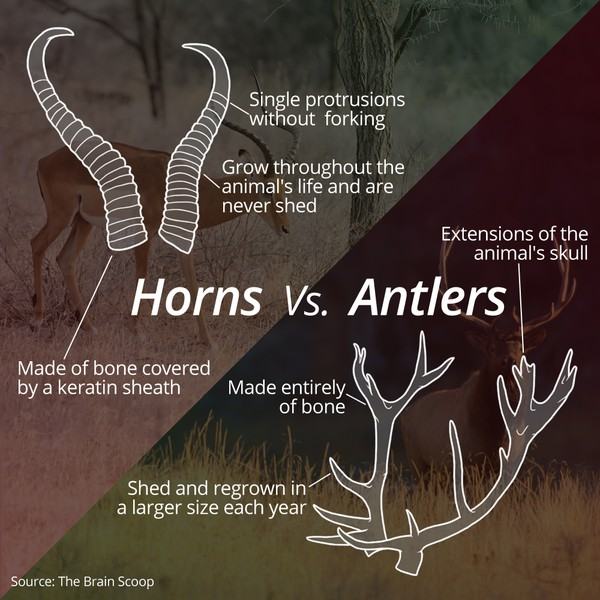 Single protrusions
without forking
Grow throughout the
animal's life and are
never shed
Extensions of the
animal's skull
Horns Vs. Antlers
Made of bone covered
by a keratin sheath
Made entirely
of bone
Shed and regrown in
a larger size each year
Source: The Brain Scoop